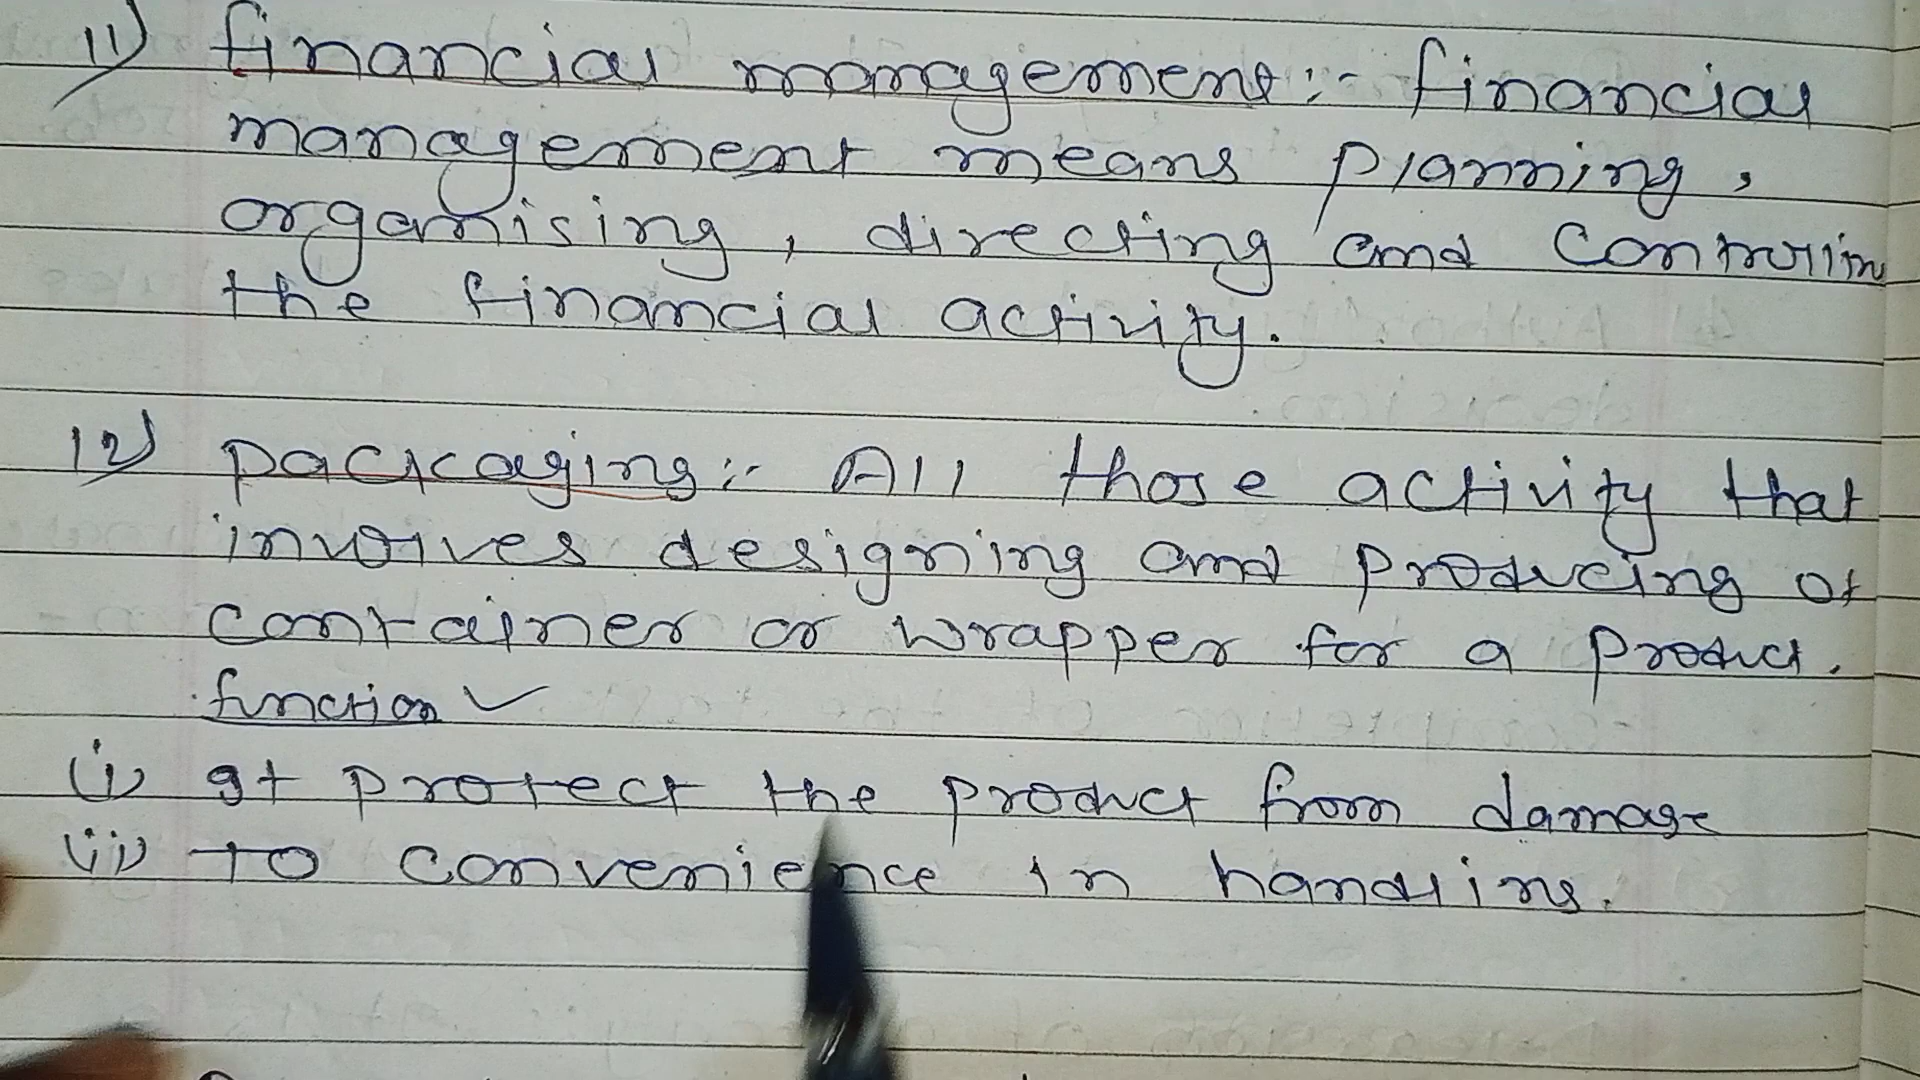 11) financial management:- financial
management means planning,
organising, directing and controllin
the financial activity.
12) packcaging:- All those activity that
involves designing and producing of
container or wrapper for a product.
function ✓
(i) It protect the product from damage
(ii) To convenience in handling.